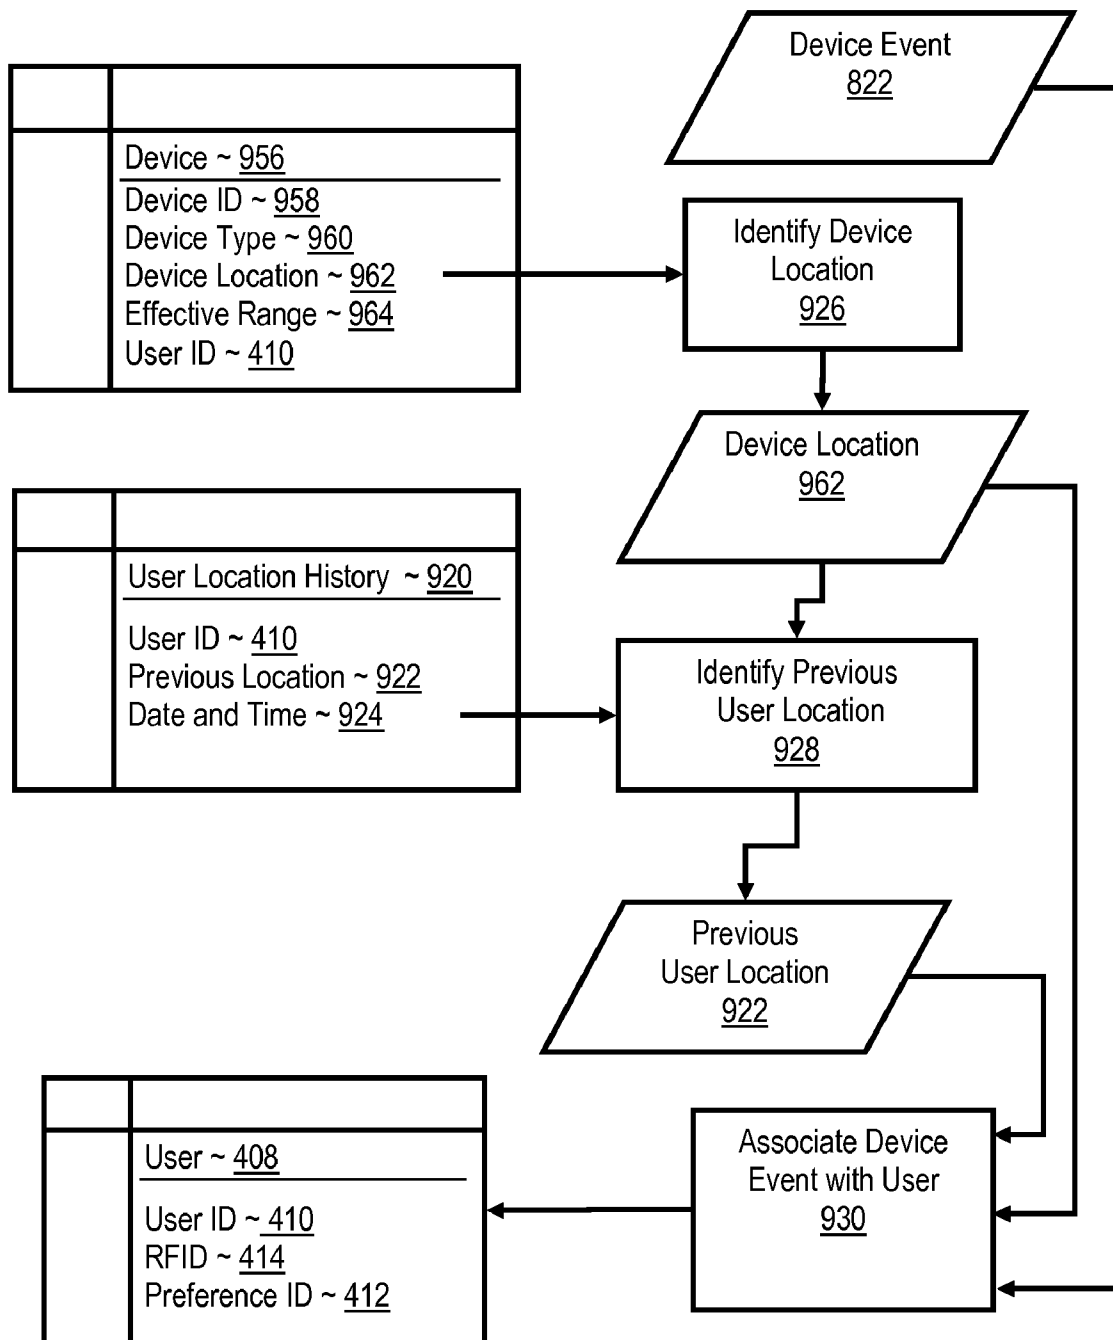 Device Event
822
Device ~ 956
Device ID ~ 958
Device Type ~ 960
Device Location ~ 962
Effective Range ~ 964
User ID ~ 410
Identify Device
Location
926
Device Location
962
User Location History ~ 920
User ID ~ 410
Previous Location ~ 922
Date and Time ~ 924
Identify Previous
User Location
928
Previous
User Location
922
User ~ 408
User ID ~ 410
RFID ~ 414
Preference ID ~ 412
Associate Device
Event with User
930